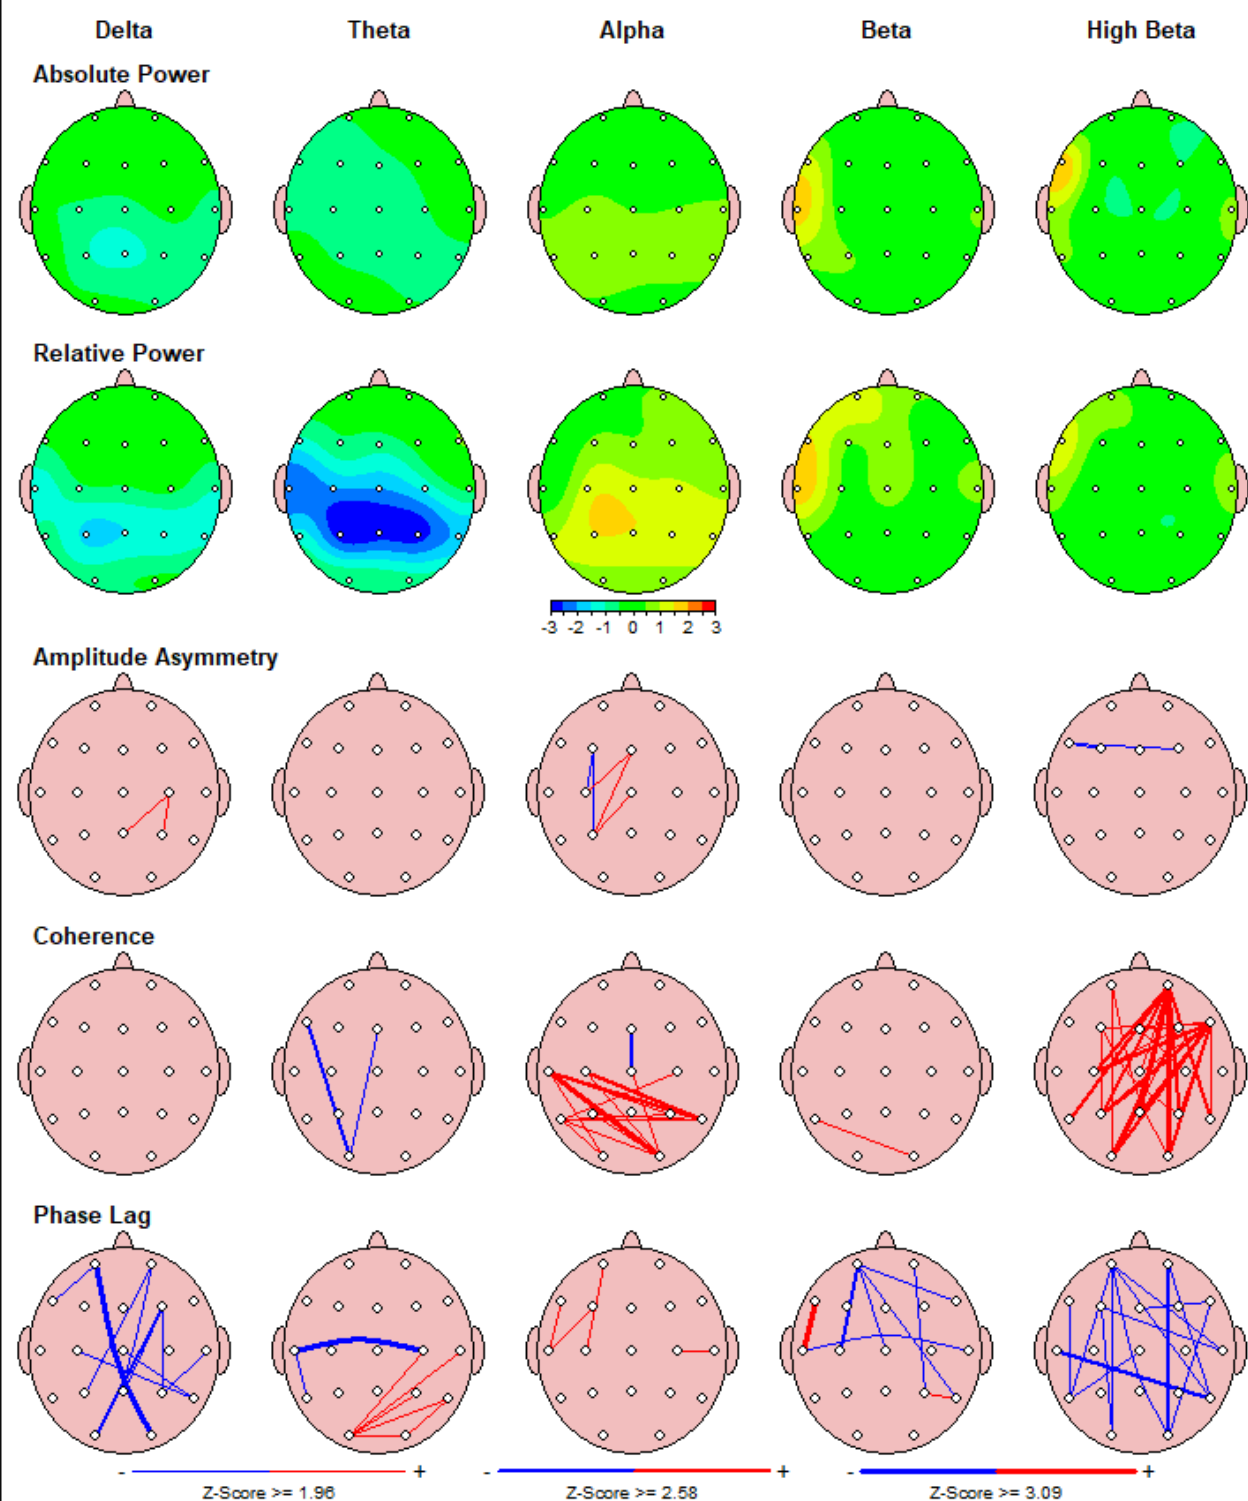 Delta Theta Alpha Beta High Beta
Absolute Power
Relative Power
-3 -2 -1 0 1 2 3
Amplitude Asymmetry
Coherence
Phase Lag
- + - + - +
Z-Score >= 1.96 Z-Score >= 2.58 Z-Score >= 3.09